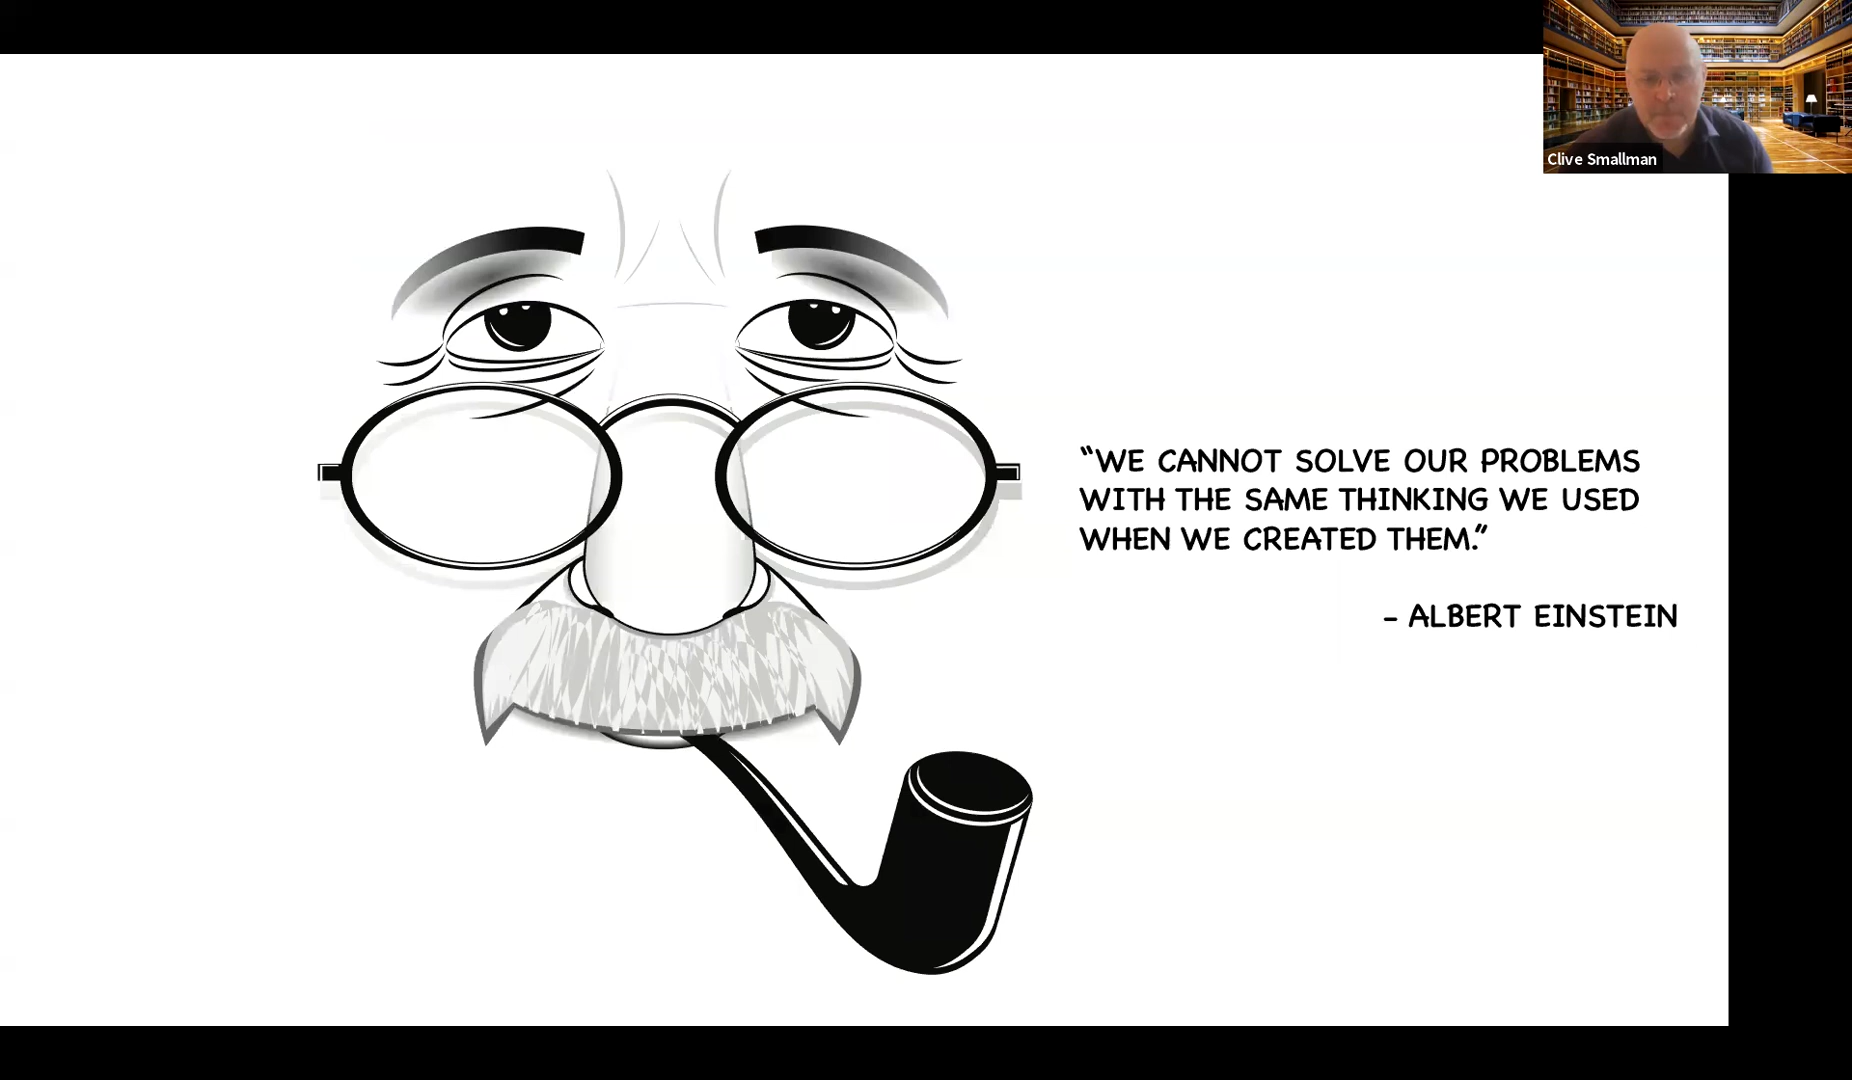 Clive Smallman
“WE CANNOT SOLVE OUR PROBLEMS
WITH THE SAME THINKING WE USED
WHEN WE CREATED THEM.”
– ALBERT EINSTEIN